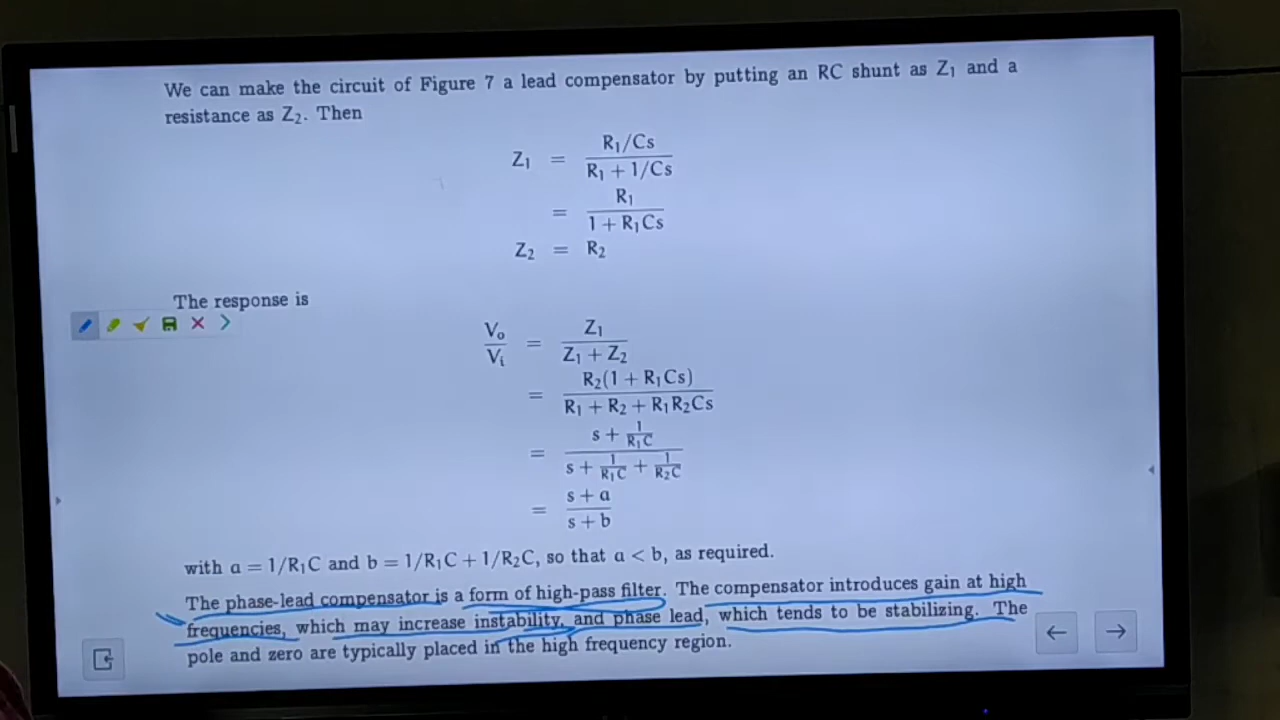 We can make the circuit of Figure 7 a lead compensator by putting an RC shunt as Z₁ and a
resistance as Z₂. Then
Z₁ = (R₁/Cs)/(R₁ + 1/Cs)
= R₁/(1 + R₁Cs)
Z₂ = R₂
The response is
Vₒ/Vᵢ = Z₁/(Z₁ + Z₂)
= R₂(1 + R₁Cs)/(R₁ + R₂ + R₁R₂Cs)
= (s + 1/(R₁C))/(s + 1/(R₁C) + 1/(R₂C))
= (s + a)/(s + b)
with a = 1/R₁C and b = 1/R₁C + 1/R₂C, so that a < b, as required.
The phase-lead compensator is a form of high-pass filter. The compensator introduces gain at high
frequencies, which may increase instability, and phase lead, which tends to be stabilizing. The
pole and zero are typically placed in the high frequency region.